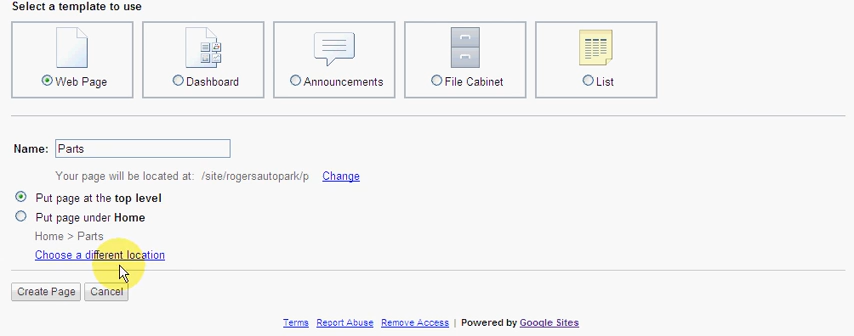 Select a template to use
Web Page Dashboard Announcements File Cabinet List
Name: Parts
Your page will be located at: /site/rogersautopark/p Change
Put page at the top level
Put page under Home
Home > Parts
Choose a different location
Create Page Cancel
Terms Report Abuse Remove Access | Powered by Google Sites